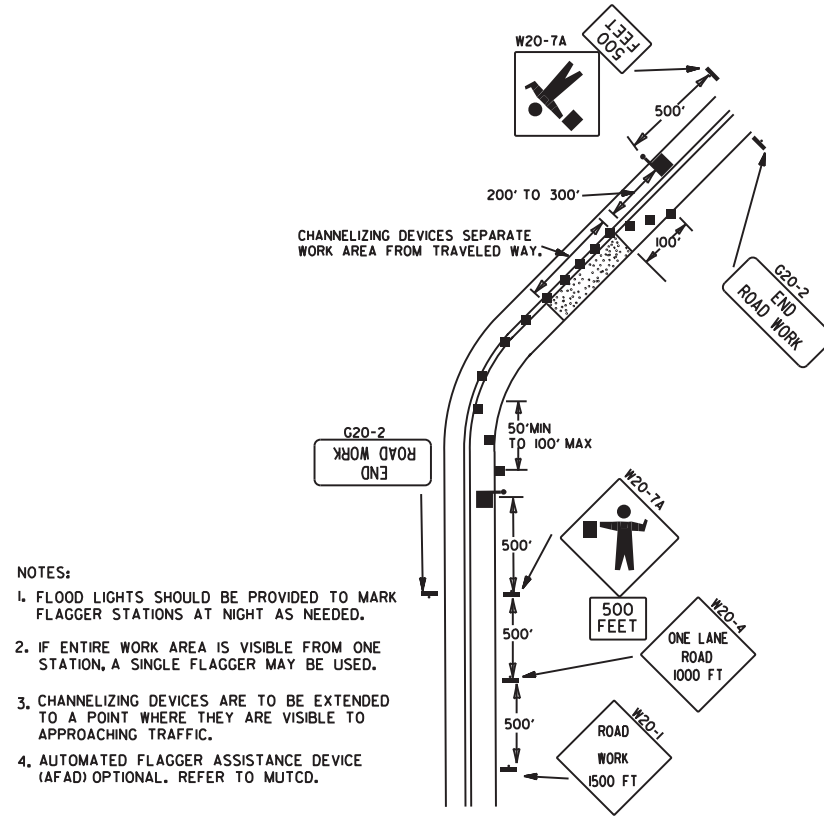 W20-7A
500
FEET
500'
200' TO 300'
CHANNELIZING DEVICES SEPARATE
WORK AREA FROM TRAVELED WAY.
100'
G20-2
END
ROAD WORK
50'MIN
TO 100' MAX
G20-2
END
ROAD WORK
W20-7A
500'
500
FEET
500'
W20-4
ONE LANE
ROAD
1000 FT
500'
W20-1
ROAD
WORK
1500 FT
NOTES:
1. FLOOD LIGHTS SHOULD BE PROVIDED TO MARK
FLAGGER STATIONS AT NIGHT AS NEEDED.
2. IF ENTIRE WORK AREA IS VISIBLE FROM ONE
STATION, A SINGLE FLAGGER MAY BE USED.
3. CHANNELIZING DEVICES ARE TO BE EXTENDED
TO A POINT WHERE THEY ARE VISIBLE TO
APPROACHING TRAFFIC.
4. AUTOMATED FLAGGER ASSISTANCE DEVICE
(AFAD) OPTIONAL. REFER TO MUTCD.